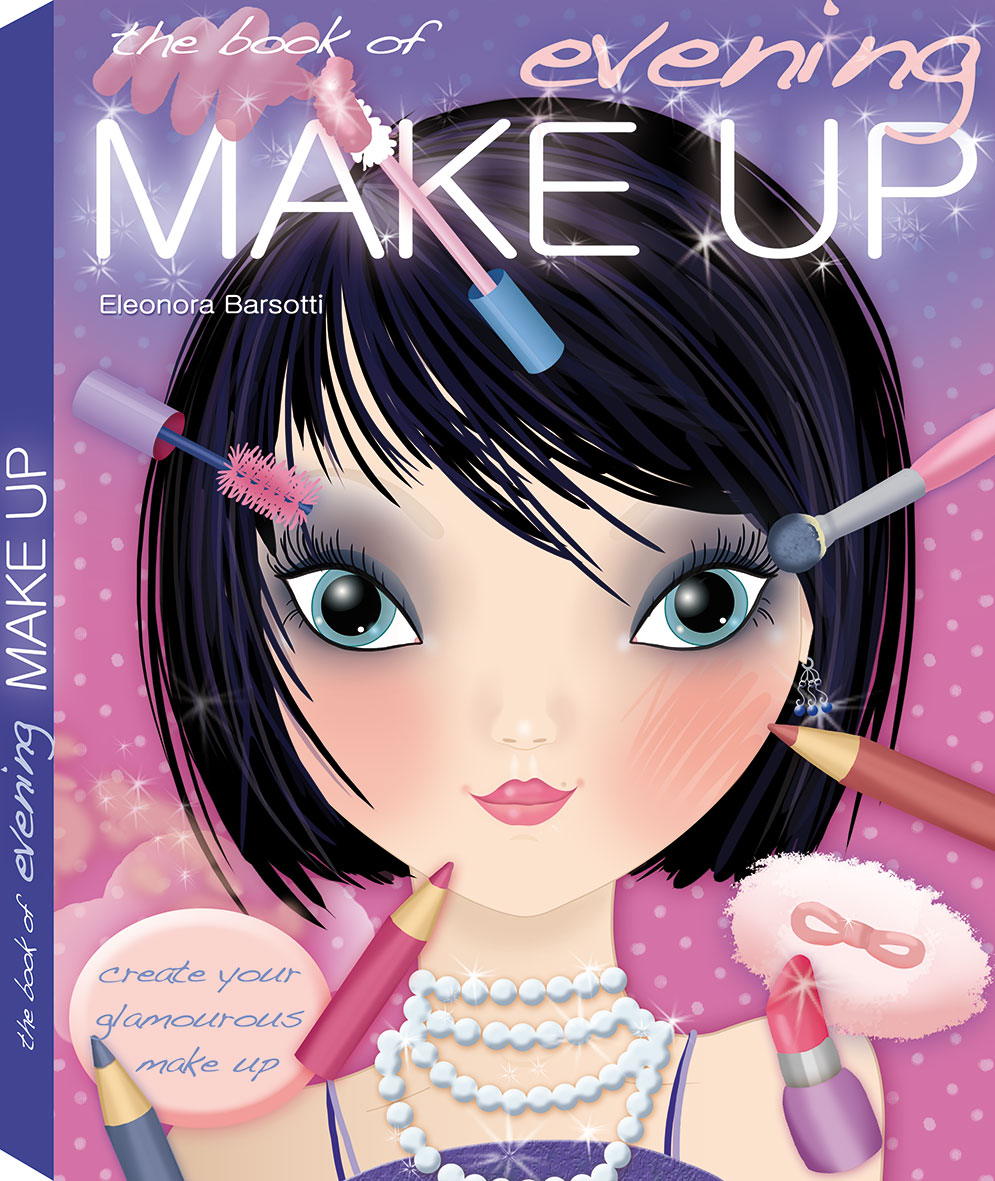 the book of evening
MAKE UP
Eleonora Barsotti
the book of evening MAKE UP
create your
glamourous
make up